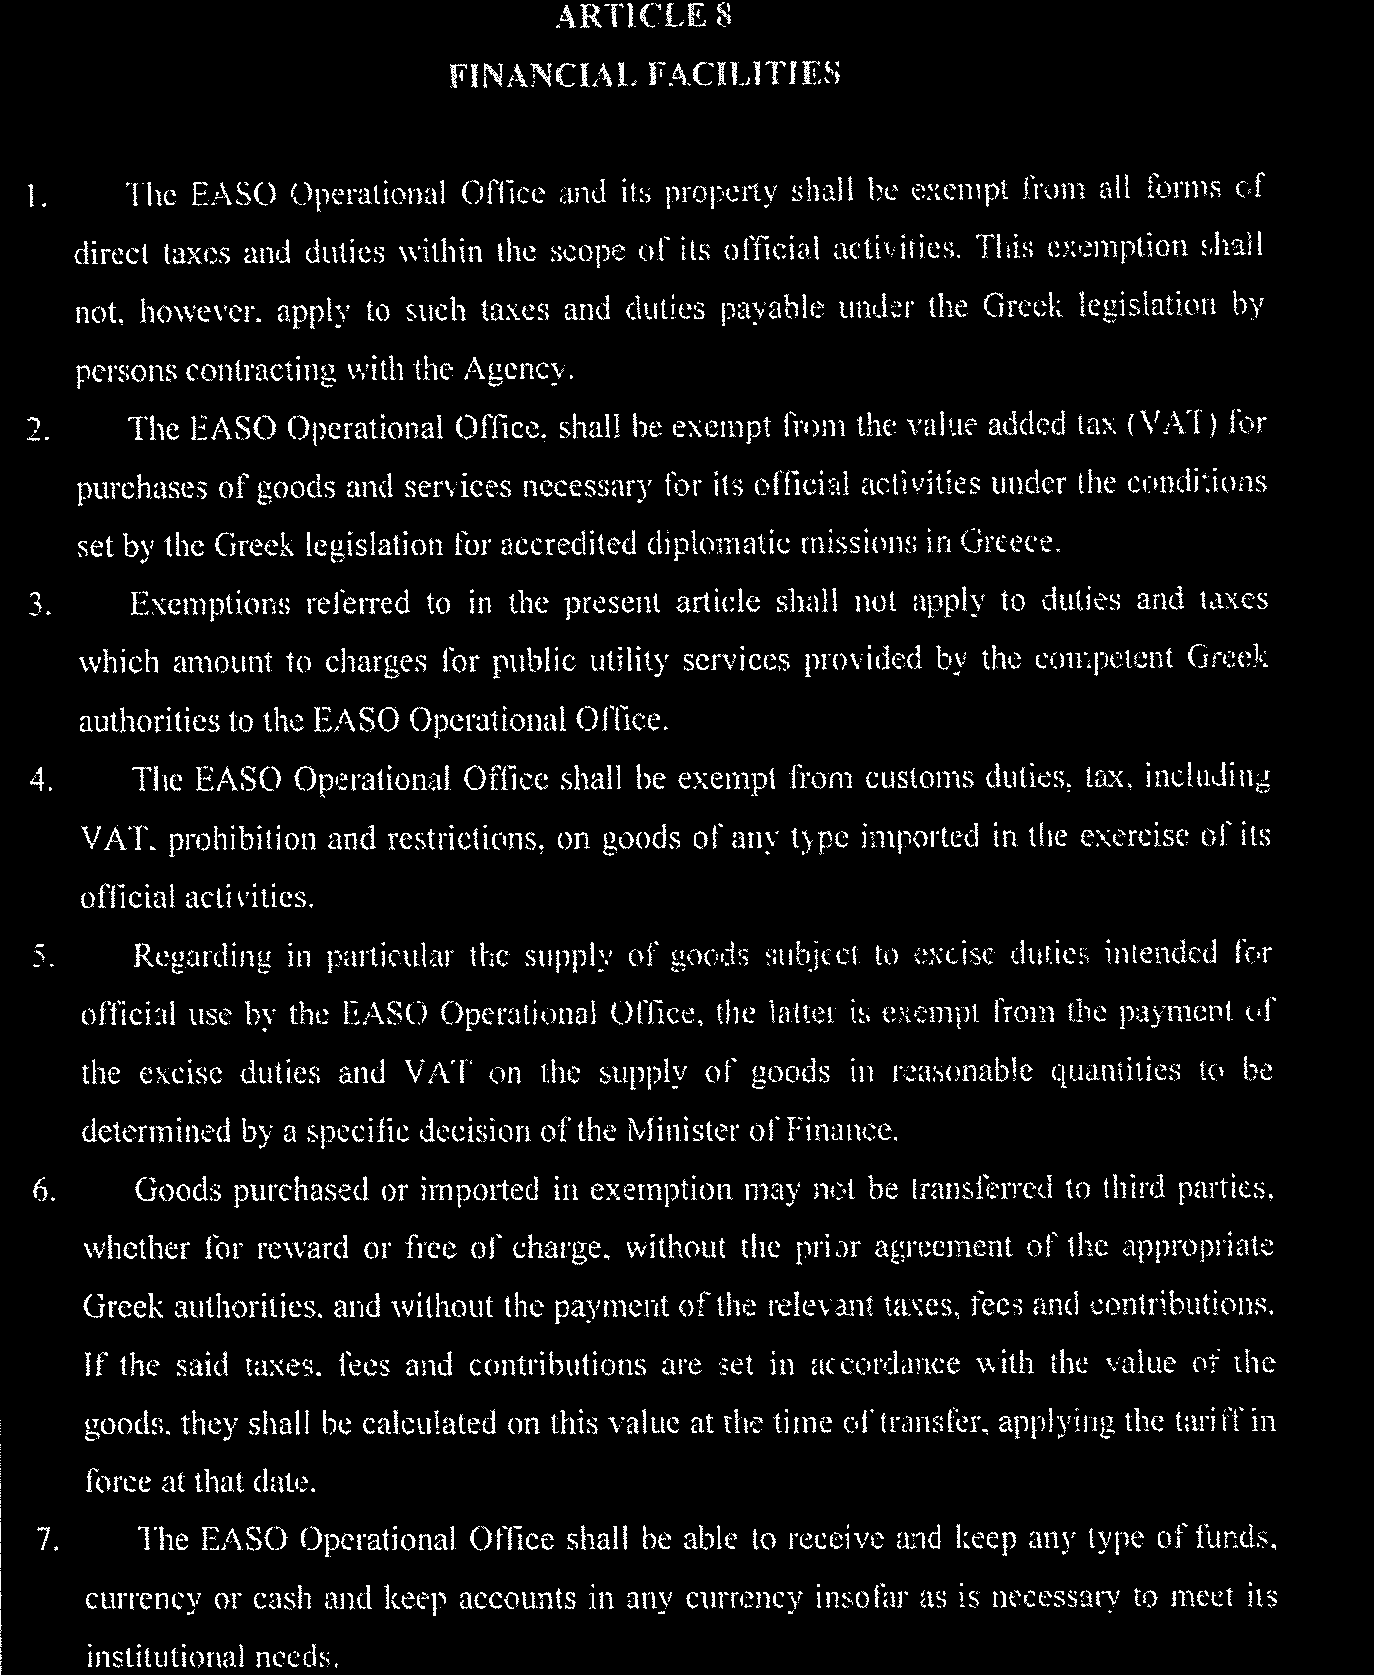 ARTICLE 8
FINANCIAL FACILITIES
1. The EASO Operational Office and its property shall be exempt from all forms of
direct taxes and duties within the scope of its official activities. This exemption shall
not, however, apply to such taxes and duties payable under the Greek legislation by
persons contracting with the Agency.
2. The EASO Operational Office, shall be exempt from the value added tax (VAT) for
purchases of goods and services necessary for its official activities under the conditions
set by the Greek legislation for accredited diplomatic missions in Greece.
3. Exemptions referred to in the present article shall not apply to duties and taxes
which amount to charges for public utility services provided by the competent Greek
authorities to the EASO Operational Office.
4. The EASO Operational Office shall be exempt from customs duties, tax, including
VAT, prohibition and restrictions, on goods of any type imported in the exercise of its
official activities.
5. Regarding in particular the supply of goods subject to excise duties intended for
official use by the EASO Operational Office, the latter is exempt from the payment of
the excise duties and VAT on the supply of goods in reasonable quantities to be
determined by a specific decision of the Minister of Finance.
6. Goods purchased or imported in exemption may not be transferred to third parties,
whether for reward or free of charge, without the prior agreement of the appropriate
Greek authorities, and without the payment of the relevant taxes, fees and contributions.
If the said taxes, fees and contributions are set in accordance with the value of the
goods, they shall be calculated on this value at the time of transfer, applying the tariff in
force at that date.
7. The EASO Operational Office shall be able to receive and keep any type of funds,
currency or cash and keep accounts in any currency insofar as is necessary to meet its
institutional needs.